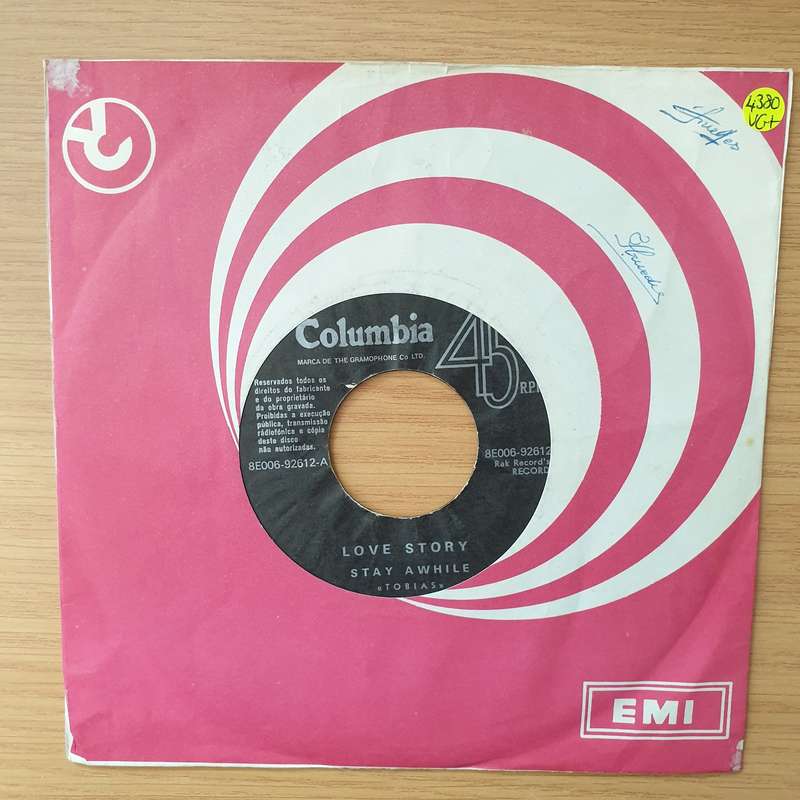 4380
VG+
Columbia
MARCA DE THE GRAMOPHONE Co LTD.
45
R.P.
Reservados todos os
direitos do fabricante
e do proprietário
da obra gravada.
Proibidas a execução
pública, transmissão
rádiofónica e cópia
deste disco
não autorizadas.
8E006-92612-A
8E006-92612
Rak Record's
RECORD
LOVE STORY
STAY AWHILE
«TOBIAS»
EMI